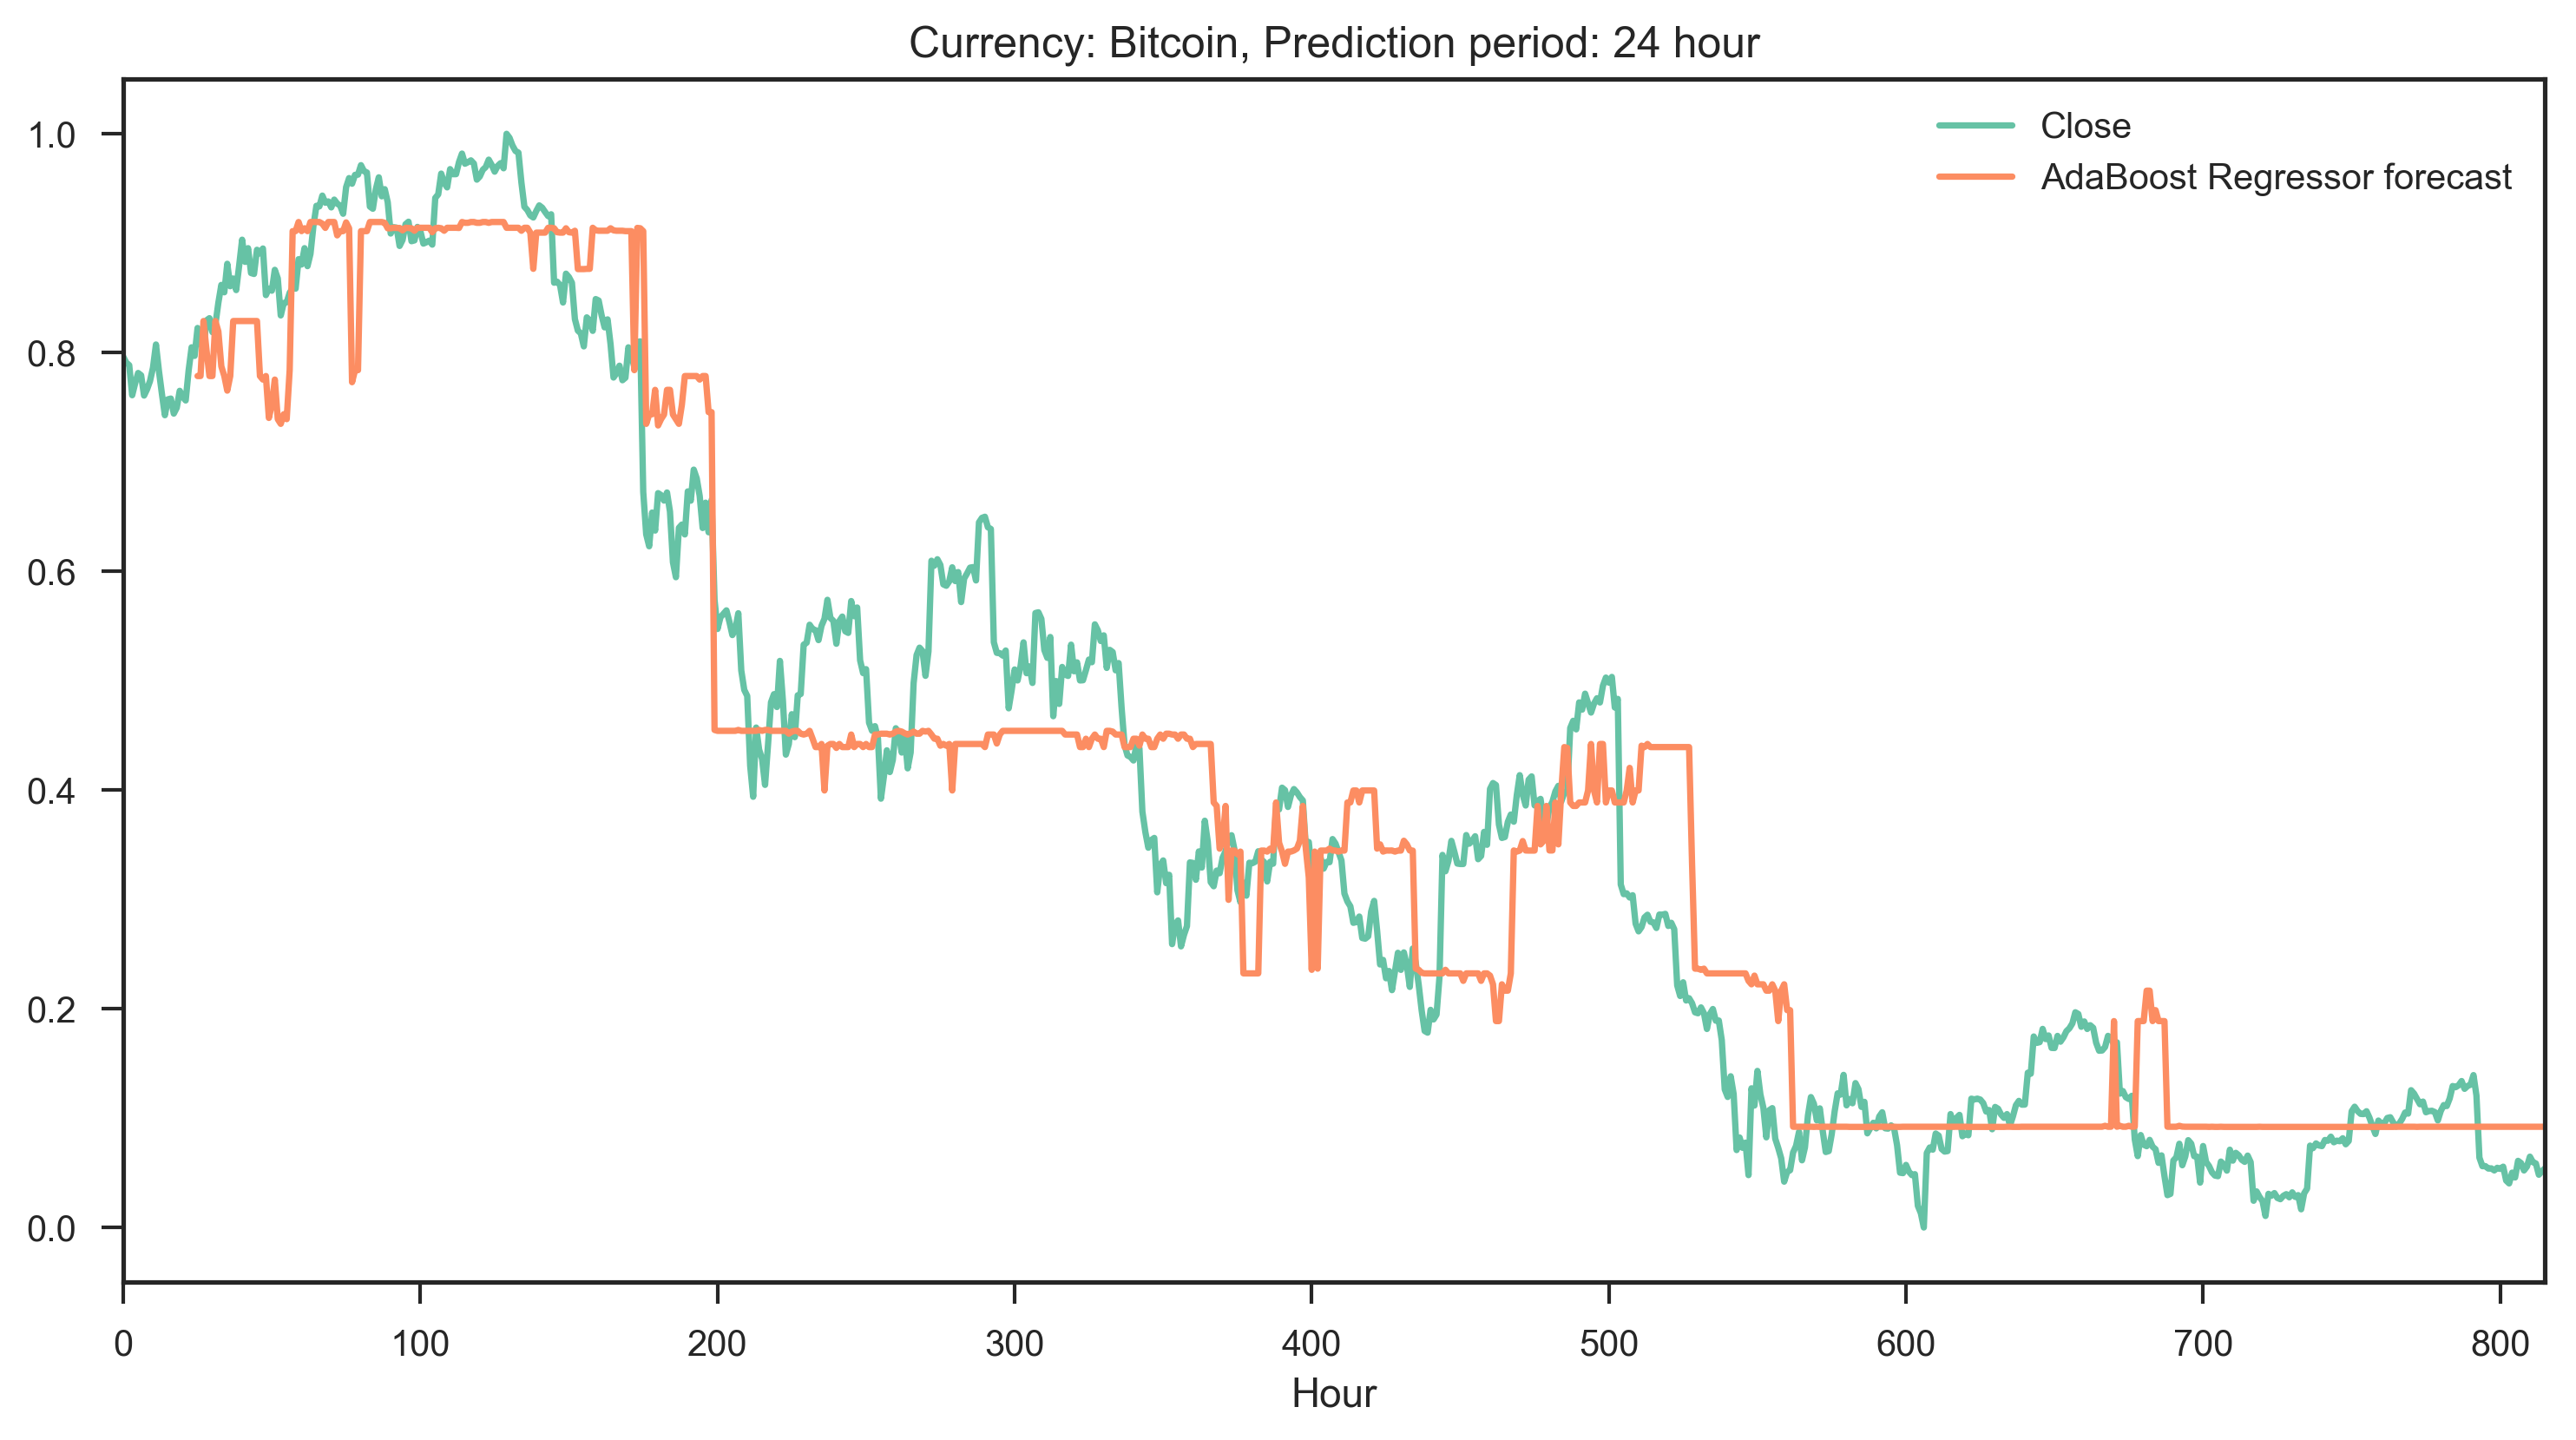 Currency: Bitcoin, Prediction period: 24 hour
Close
AdaBoost Regressor forecast
1.0
0.8
0.6
0.4
0.2
0.0
0 100 200 300 400 500 600 700 800
Hour